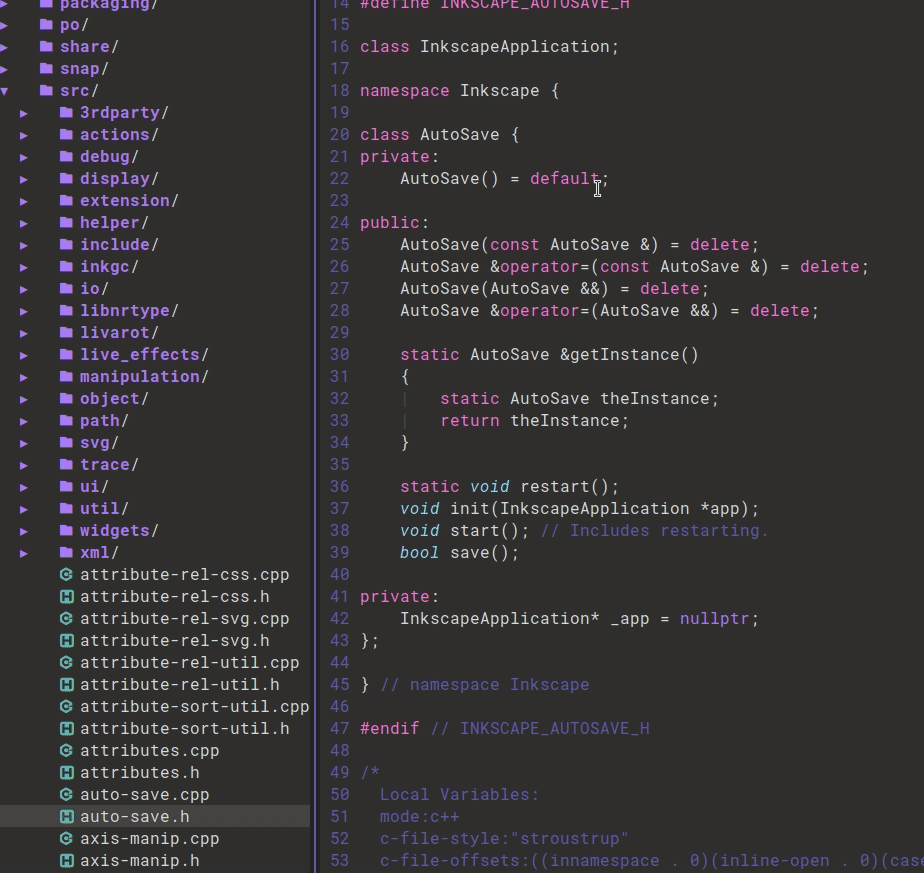 packaging/
po/
share/
snap/
src/
3rdparty/
actions/
debug/
display/
extension/
helper/
include/
inkgc/
io/
libnrtype/
livarot/
live_effects/
manipulation/
object/
path/
svg/
trace/
ui/
util/
widgets/
xml/
attribute-rel-css.cpp
attribute-rel-css.h
attribute-rel-svg.cpp
attribute-rel-svg.h
attribute-rel-util.cpp
attribute-rel-util.h
attribute-sort-util.cpp
attribute-sort-util.h
attributes.cpp
attributes.h
auto-save.cpp
auto-save.h
axis-manip.cpp
axis-manip.h
14 #define INKSCAPE_AUTOSAVE_H
15
16 class InkscapeApplication;
17
18 namespace Inkscape {
19
20 class AutoSave {
21 private:
22     AutoSave() = default;
23
24 public:
25     AutoSave(const AutoSave &) = delete;
26     AutoSave &operator=(const AutoSave &) = delete;
27     AutoSave(AutoSave &&) = delete;
28     AutoSave &operator=(AutoSave &&) = delete;
29
30     static AutoSave &getInstance()
31     {
32         static AutoSave theInstance;
33         return theInstance;
34     }
35
36     static void restart();
37     void init(InkscapeApplication *app);
38     void start(); // Includes restarting.
39     bool save();
40
41 private:
42     InkscapeApplication* _app = nullptr;
43 };
44
45 } // namespace Inkscape
46
47 #endif // INKSCAPE_AUTOSAVE_H
48
49 /*
50   Local Variables:
51   mode:c++
52   c-file-style:"stroustrup"
53   c-file-offsets:((innamespace . 0)(inline-open . 0)(case